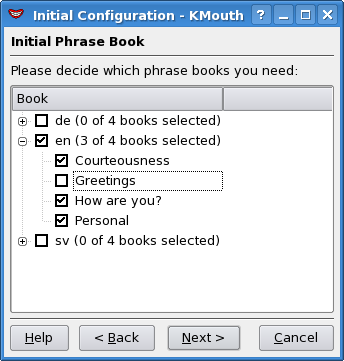 Initial Configuration - KMouth ?
Initial Phrase Book
Please decide which phrase books you need:
Book
de (0 of 4 books selected)
en (3 of 4 books selected)
Courteousness
Greetings
How are you?
Personal
sv (0 of 4 books selected)
Help < Back Next > Cancel